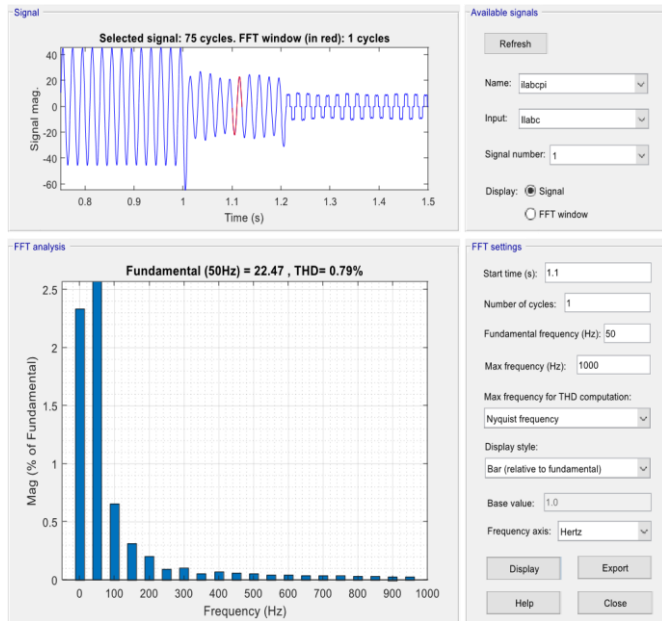 Signal
Selected signal: 75 cycles. FFT window (in red): 1 cycles
Signal mag.
40
20
0
-20
-40
-60
0.8 0.9 1 1.1 1.2 1.3 1.4 1.5
Time (s)
Available signals
Refresh
Name: ilabcpi
Input: Ilabc
Signal number: 1
Display: Signal
FFT window
FFT analysis
Fundamental (50Hz) = 22.47 , THD= 0.79%
Mag (% of Fundamental)
2.5
2
1.5
1
0.5
0
0 100 200 300 400 500 600 700 800 900 1000
Frequency (Hz)
FFT settings
Start time (s): 1.1
Number of cycles: 1
Fundamental frequency (Hz): 50
Max frequency (Hz): 1000
Max frequency for THD computation:
Nyquist frequency
Display style:
Bar (relative to fundamental)
Base value: 1.0
Frequency axis: Hertz
Display Export
Help Close